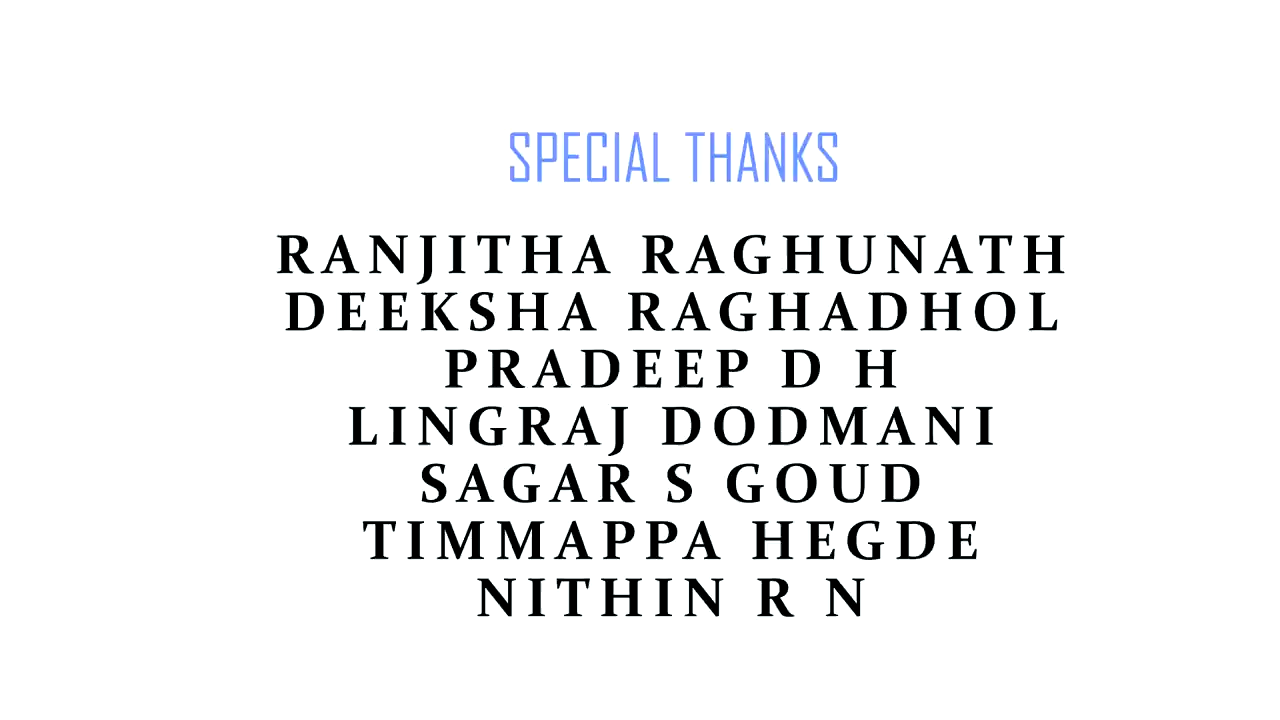 SPECIAL THANKS
RANJITHA RAGHUNATH
DEEKSHA RAGHADHOL
PRADEEP D H
LINGRAJ DODMANI
SAGAR S GOUD
TIMMAPPA HEGDE
NITHIN R N